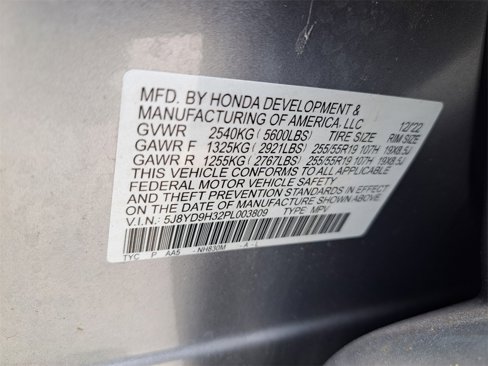 MFD. BY HONDA DEVELOPMENT &
MANUFACTURING OF AMERICA, LLC 12/22
GVWR 2540KG ( 5600LBS) TIRE SIZE RIM SIZE
GAWR F 1325KG ( 2921LBS) 255/55R19 107H 19X8.5J
GAWR R 1255KG ( 2767LBS) 255/55R19 107H 19X8.5J
THIS VEHICLE CONFORMS TO ALL APPLICABLE
FEDERAL MOTOR VEHICLE SAFETY,
AND THEFT PREVENTION STANDARDS IN EFFECT
ON THE DATE OF MANUFACTURE SHOWN ABOVE.
V.I.N.: 5J8YD9H32PL003809 TYPE MPV
TYC P AA5 NH830M A-L